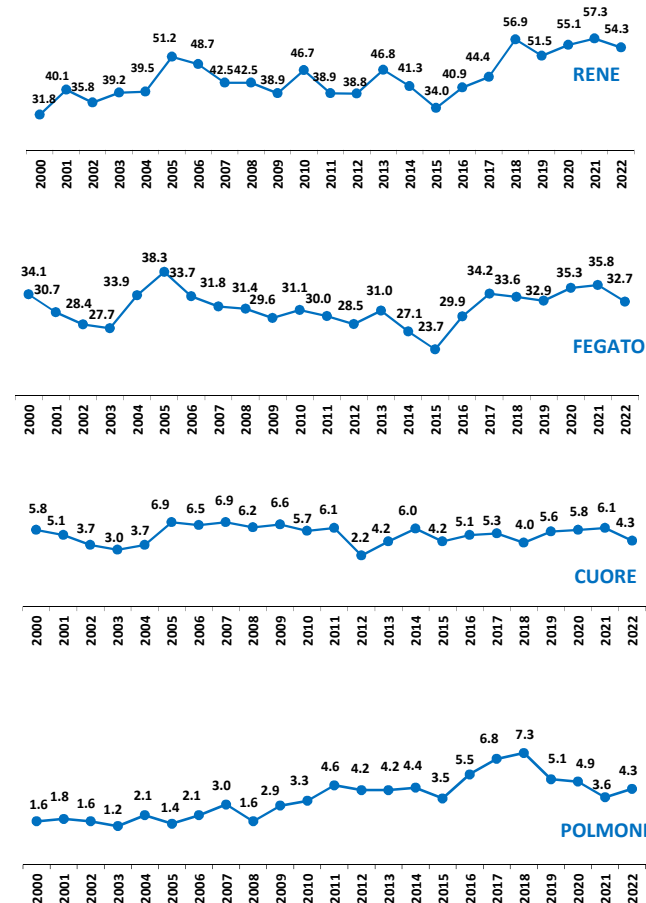 31.8 40.1 35.8 39.2 39.5 51.2 48.7 42.5 42.5 38.9 46.7 38.9 38.8 46.8 41.3 34.0 40.9 44.4 56.9 51.5 55.1 57.3 54.3
RENE
2000 2001 2002 2003 2004 2005 2006 2007 2008 2009 2010 2011 2012 2013 2014 2015 2016 2017 2018 2019 2020 2021 2022
34.1 30.7 28.4 27.7 33.9 38.3 33.7 31.8 31.4 29.6 31.1 30.0 28.5 31.0 27.1 23.7 29.9 34.2 33.6 32.9 35.3 35.8 32.7
FEGATO
2000 2001 2002 2003 2004 2005 2006 2007 2008 2009 2010 2011 2012 2013 2014 2015 2016 2017 2018 2019 2020 2021 2022
5.8 5.1 3.7 3.0 3.7 6.9 6.5 6.9 6.2 6.6 5.7 6.1 2.2 4.2 6.0 4.2 5.1 5.3 4.0 5.6 5.8 6.1 4.3
CUORE
2000 2001 2002 2003 2004 2005 2006 2007 2008 2009 2010 2011 2012 2013 2014 2015 2016 2017 2018 2019 2020 2021 2022
1.6 1.8 1.6 1.2 2.1 1.4 2.1 3.0 1.6 2.9 3.3 4.6 4.2 4.2 4.4 3.5 5.5 6.8 7.3 5.1 4.9 3.6 4.3
POLMONI
2000 2001 2002 2003 2004 2005 2006 2007 2008 2009 2010 2011 2012 2013 2014 2015 2016 2017 2018 2019 2020 2021 2022